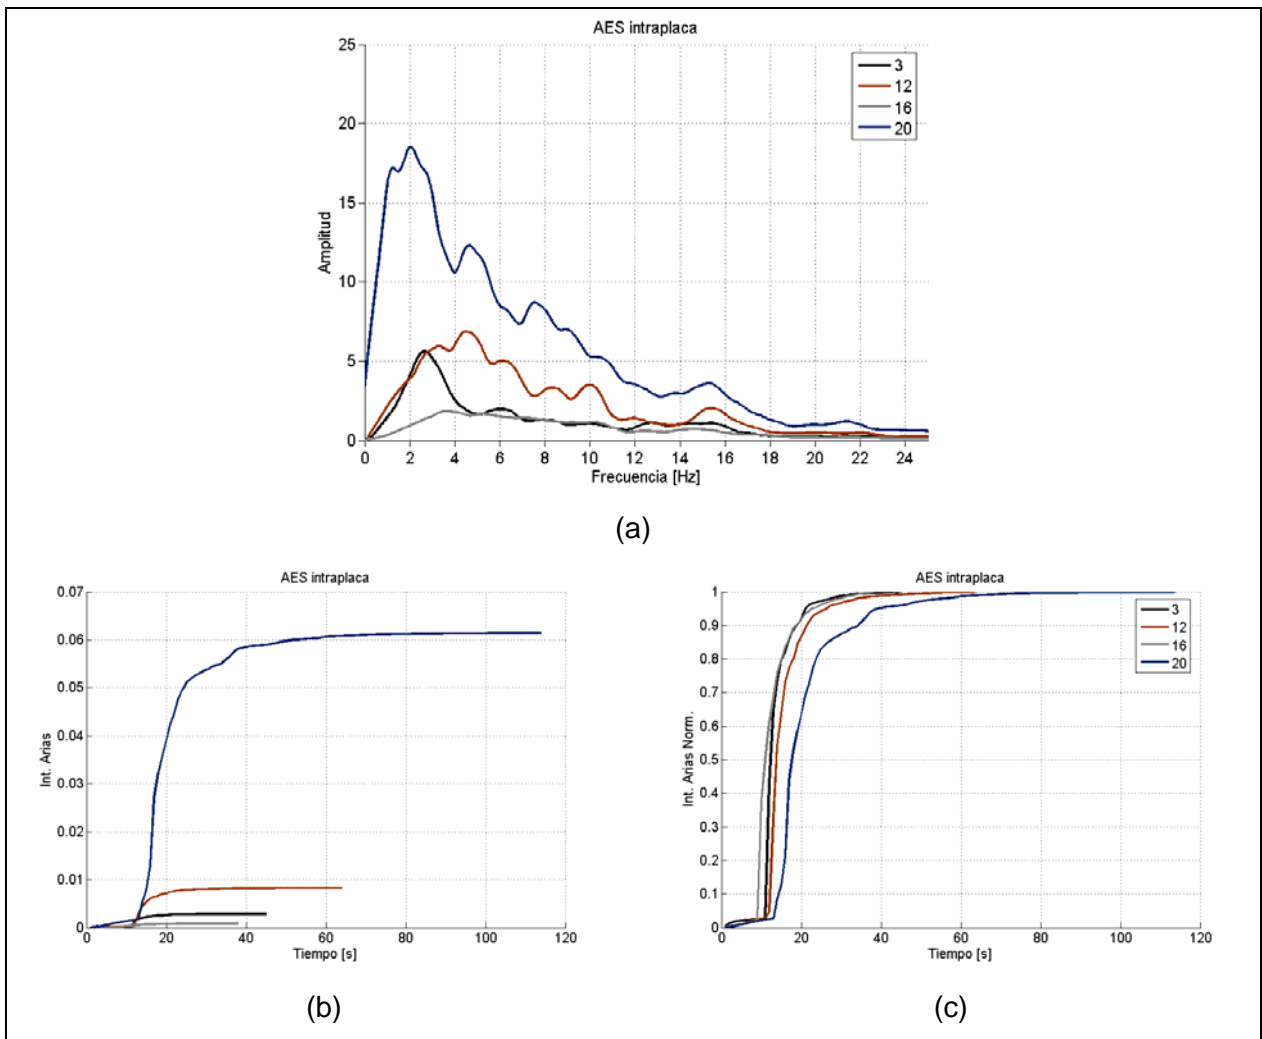 AES intraplaca
25
20
15
10
5
0
Amplitud
0 2 4 6 8 10 12 14 16 18 20 22 24
Frecuencia [Hz]
3
12
16
20
(a)
AES intraplaca
0.07
0.06
0.05
0.04
0.03
0.02
0.01
0
Int. Arias
0 20 40 60 80 100 120
Tiempo [s]
(b)
AES intraplaca
1
0.9
0.8
0.7
0.6
0.5
0.4
0.3
0.2
0.1
0
Int. Arias Norm.
0 20 40 60 80 100 120
Tiempo [s]
3
12
16
20
(c)